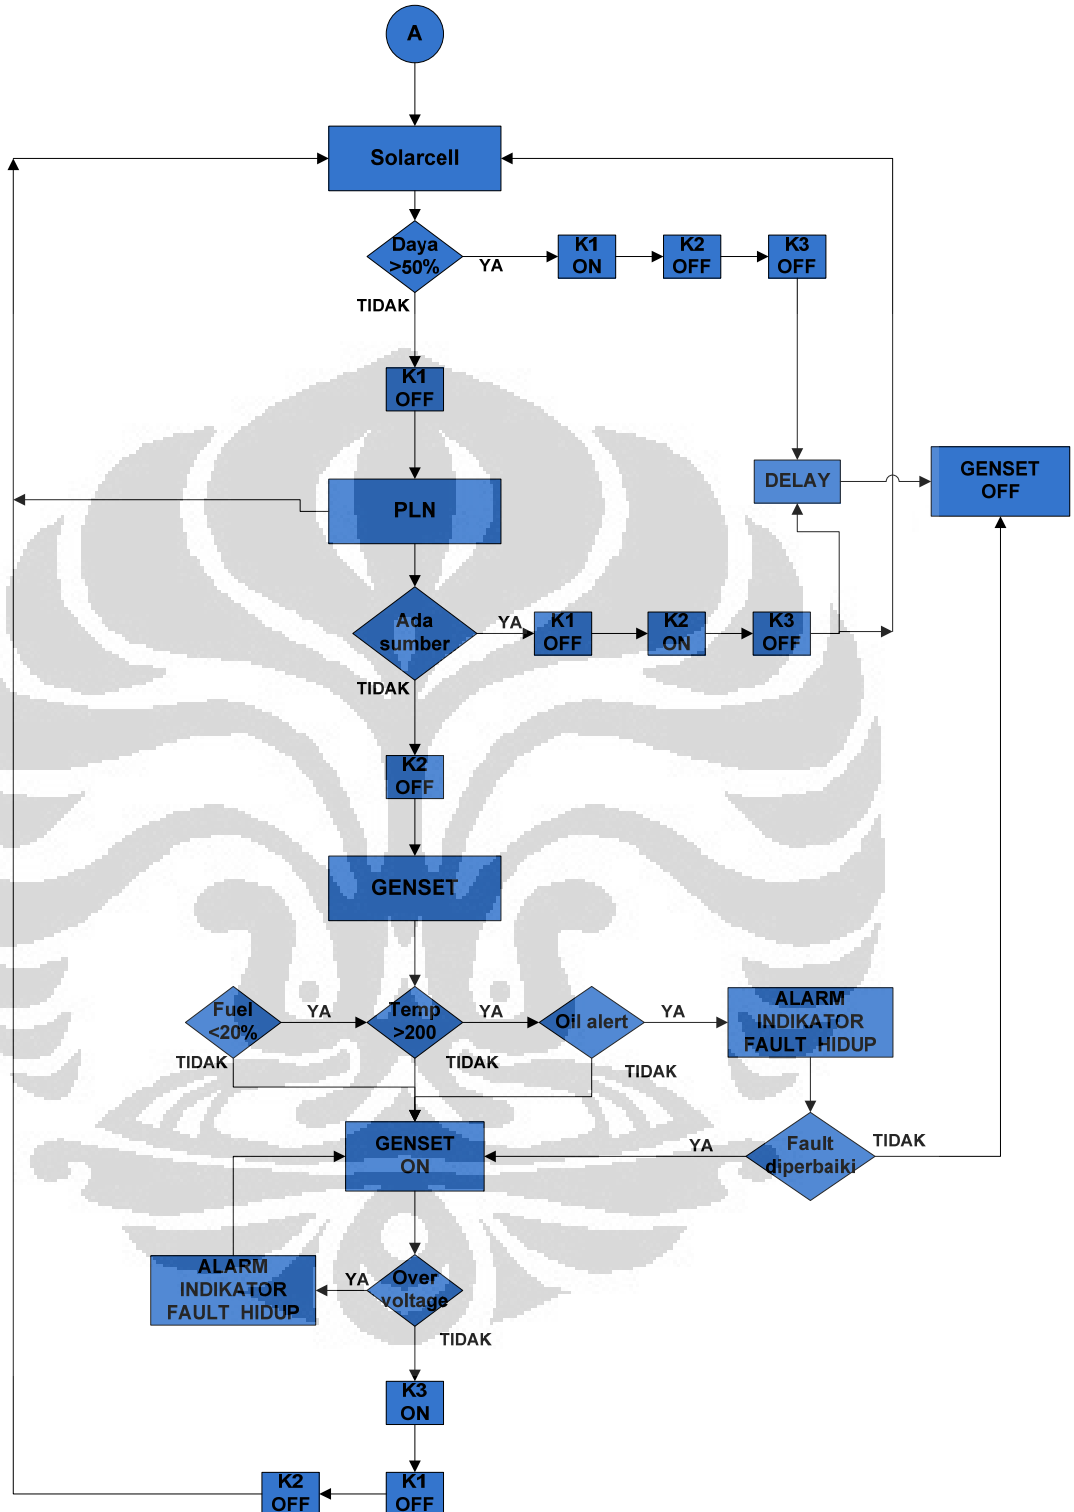 A
Solarcell
Daya
>50%
YA
K1
ON
K2
OFF
K3
OFF
TIDAK
K1
OFF
DELAY
GENSET
OFF
PLN
Ada
sumber
YA
K1
OFF
K2
ON
K3
OFF
TIDAK
K2
OFF
GENSET
Fuel
<20%
YA
Temp
>200
YA
Oil alert
YA
ALARM
INDIKATOR
FAULT HIDUP
TIDAK
TIDAK
TIDAK
GENSET
ON
YA
Fault
diperbaiki
TIDAK
ALARM
INDIKATOR
FAULT HIDUP
YA
Over
voltage
TIDAK
K3
ON
K2
OFF
K1
OFF